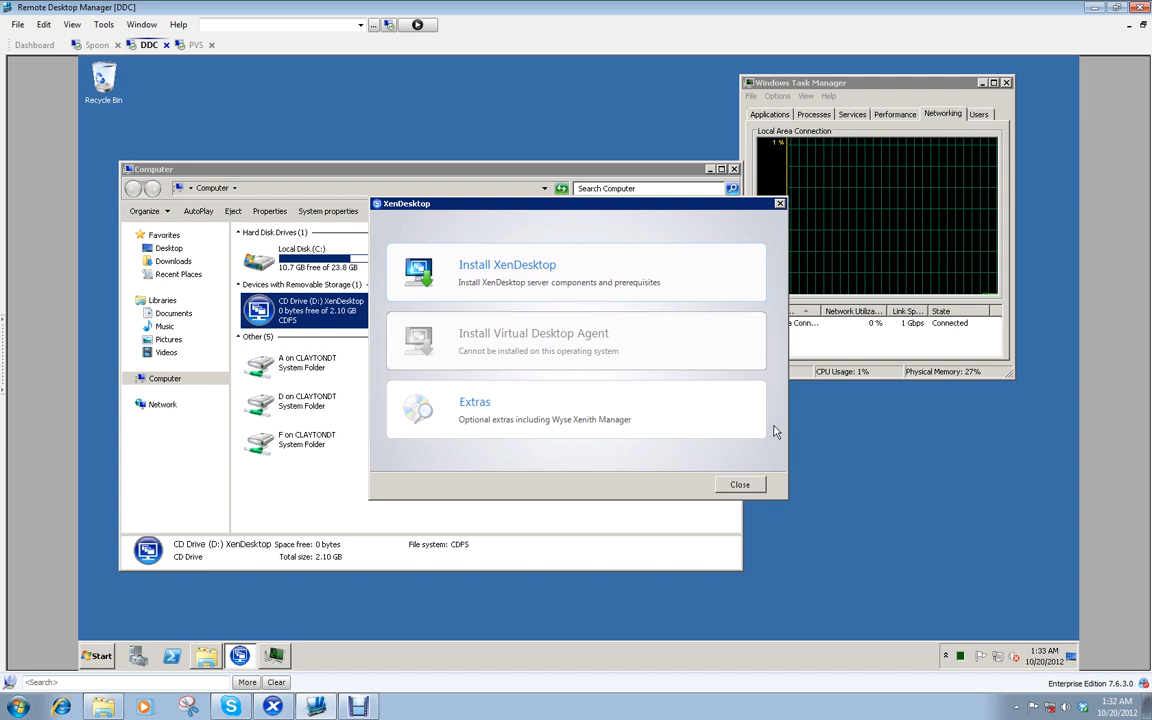 Remote Desktop Manager [DDC]
File Edit View Tools Window Help
...
Dashboard Spoon DDC PVS
Recycle Bin
Windows Task Manager
File Options View Help
Applications Processes Services Performance Networking Users
Local Area Connection
1 %
Computer
Computer
Search Computer
Organize AutoPlay Eject Properties System properties
Favorites
Desktop
Downloads
Recent Places
Libraries
Documents
Music
Pictures
Videos
Computer
Network
Hard Disk Drives (1)
Local Disk (C:)
10.7 GB free of 23.8 GB
Devices with Removable Storage (1)
CD Drive (D:) XenDesktop
0 bytes free of 2.10 GB
CDFS
Other (5)
A on CLAYTONDT
System Folder
D on CLAYTONDT
System Folder
F on CLAYTONDT
System Folder
XenDesktop
Install XenDesktop
Install XenDesktop server components and prerequisites
Install Virtual Desktop Agent
Cannot be installed on this operating system
Extras
Optional extras including Wyse Xenith Manager
Close
Network Utiliza... Link Sp... State
Conn... 0 % 1 Gbps Connected
CPU Usage: 1% Physical Memory: 27%
CD Drive (D:) XenDesktop Space free: 0 bytes File system: CDFS
CD Drive Total size: 2.10 GB
Start
1:33 AM
10/20/2012
<Search> More Clear
Enterprise Edition 7.6.3.0
1:32 AM
10/20/2012